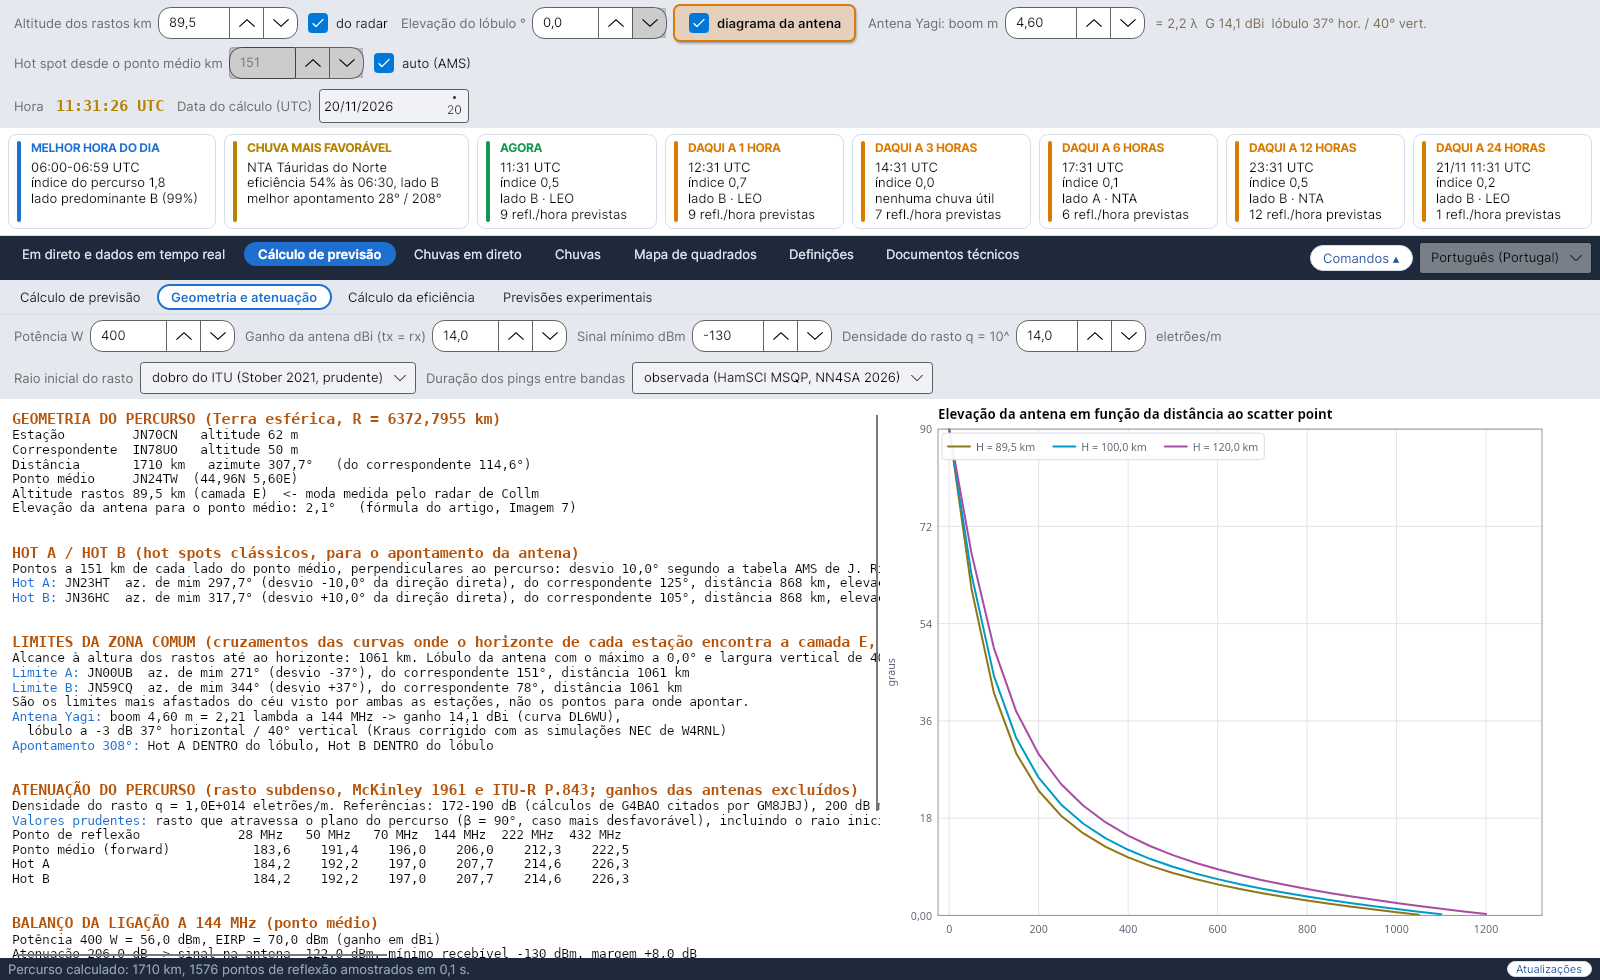 Altitude dos rastos km 89,5 do radar Elevação do lóbulo ° 0,0 diagrama da antena Antena Yagi: boom m 4,60 = 2,2 λ G 14,1 dBi lóbulo 37° hor. / 40° vert.
Hot spot desde o ponto médio km 151 auto (AMS)
Hora 11:31:26 UTC Data do cálculo (UTC) 20/11/2026 20
MELHOR HORA DO DIA
06:00-06:59 UTC
índice do percurso 1,8
lado predominante B (99%)
CHUVA MAIS FAVORÁVEL
NTA Táuridas do Norte
eficiência 54% às 06:30, lado B
melhor apontamento 28° / 208°
AGORA
11:31 UTC
índice 0,5
lado B · LEO
9 refl./hora previstas
DAQUI A 1 HORA
12:31 UTC
índice 0,7
lado B · LEO
9 refl./hora previstas
DAQUI A 3 HORAS
14:31 UTC
índice 0,0
nenhuma chuva útil
7 refl./hora previstas
DAQUI A 6 HORAS
17:31 UTC
índice 0,1
lado A · NTA
6 refl./hora previstas
DAQUI A 12 HORAS
23:31 UTC
índice 0,5
lado B · NTA
12 refl./hora previstas
DAQUI A 24 HORAS
21/11 11:31 UTC
índice 0,2
lado B · LEO
1 refl./hora previstas
Em direto e dados em tempo real Cálculo de previsão Chuvas em direto Chuvas Mapa de quadrados Definições Documentos técnicos Comandos ▴ Português (Portugal)
Cálculo de previsão Geometria e atenuação Cálculo da eficiência Previsões experimentais
Potência W 400 Ganho da antena dBi (tx = rx) 14,0 Sinal mínimo dBm -130 Densidade do rasto q = 10^ 14,0 eletrões/m
Raio inicial do rasto dobro do ITU (Stober 2021, prudente) Duração dos pings entre bandas observada (HamSCI MSQP, NN4SA 2026)
GEOMETRIA DO PERCURSO (Terra esférica, R = 6372,7955 km)
Estação JN70CN altitude 62 m
Correspondente IN78UO altitude 50 m
Distância 1710 km azimute 307,7° (do correspondente 114,6°)
Ponto médio JN24TW (44,96N 5,60E)
Altitude rastos 89,5 km (camada E) <- moda medida pelo radar de Collm
Elevação da antena para o ponto médio: 2,1° (fórmula do artigo, Imagem 7)
HOT A / HOT B (hot spots clássicos, para o apontamento da antena)
Pontos a 151 km de cada lado do ponto médio, perpendiculares ao percurso: desvio 10,0° segundo a tabela AMS de J.
Hot A: JN23HT az. de mim 297,7° (desvio -10,0° da direção direta), do correspondente 125°, distância 868 km,
Hot B: JN36HC az. de mim 317,7° (desvio +10,0° da direção direta), do correspondente 105°, distância 868 km,
LIMITES DA ZONA COMUM (cruzamentos das curvas onde o horizonte de cada estação encontra a camada E,
Alcance à altura dos rastos até ao horizonte: 1061 km. Lóbulo da antena com o máximo a 0,0° e largura vertical de
Limite A: JN00UB az. de mim 271° (desvio -37°), do correspondente 151°, distância 1061 km
Limite B: JN59CQ az. de mim 344° (desvio +37°), do correspondente 78°, distância 1061 km
São os limites mais afastados do céu visto por ambas as estações, não os pontos para onde apontar.
Antena Yagi: boom 4,60 m = 2,21 lambda a 144 MHz -> ganho 14,1 dBi (curva DL6WU),
lóbulo a -3 dB 37° horizontal / 40° vertical (Kraus corrigido com as simulações NEC de W4RNL)
Apontamento 308°: Hot A DENTRO do lóbulo, Hot B DENTRO do lóbulo
ATENUAÇÃO DO PERCURSO (rasto subdenso, McKinley 1961 e ITU-R P.843; ganhos das antenas excluídos)
Densidade do rasto q = 1,0E+014 eletrões/m. Referências: 172-190 dB (cálculos de G4BAO citados por GM8JBJ), 200 dB
Valores prudentes: rasto que atravessa o plano do percurso (β = 90°, caso mais desfavorável), incluindo o raio
Ponto de reflexão 28 MHz 50 MHz 70 MHz 144 MHz 222 MHz 432 MHz
Ponto médio (forward) 183,6 191,4 196,0 206,0 212,3 222,5
Hot A 184,2 192,2 197,0 207,7 214,6 226,3
Hot B 184,2 192,2 197,0 207,7 214,6 226,3
BALANÇO DA LIGAÇÃO A 144 MHz (ponto médio)
Potência 400 W = 56,0 dBm, EIRP = 70,0 dBm (ganho em dBi)
Atenuação 206,0 dB -> sinal na antena -122,0 dBm, mínimo recebível -130 dBm, margem +8,0 dB
Elevação da antena em função da distância ao scatter point
H = 89,5 km H = 100,0 km H = 120,0 km
graus
90
72
54
36
18
0,00
0 200 400 600 800 1000 1200
Percurso calculado: 1710 km, 1576 pontos de reflexão amostrados em 0,1 s. Atualizações